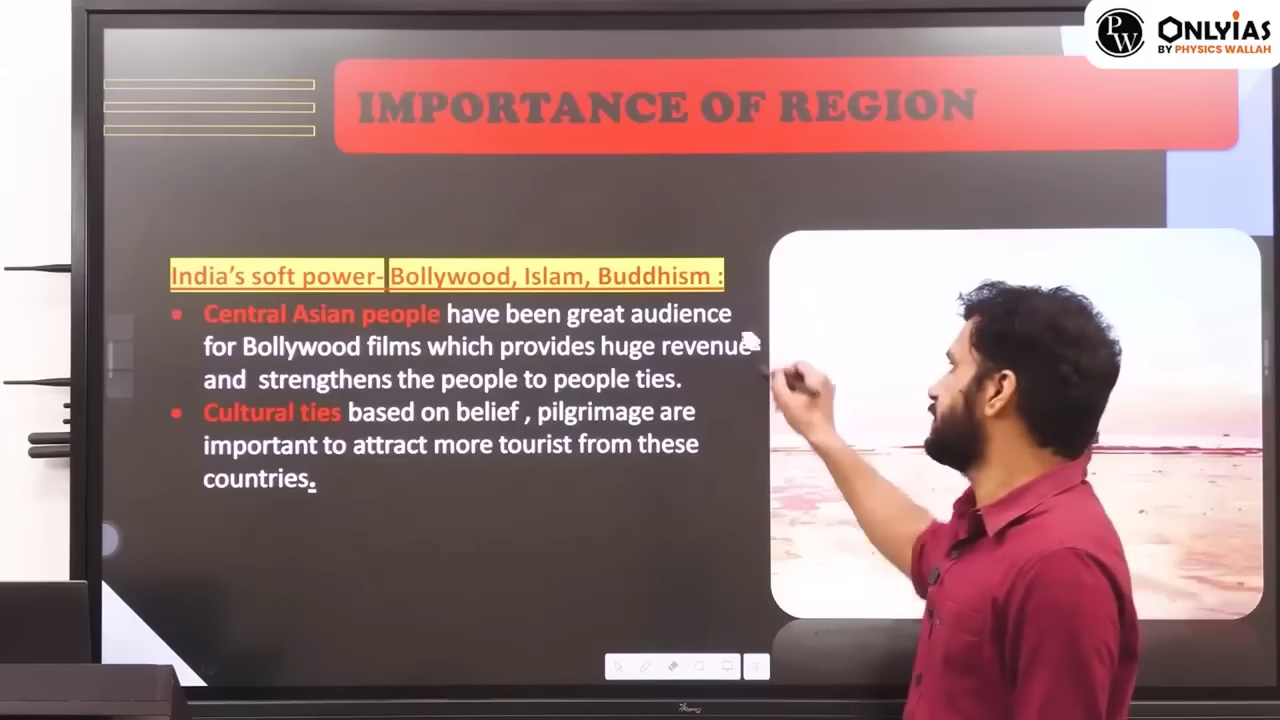 PW
ONLYIAS
BY PHYSICS WALLAH
IMPORTANCE OF REGION
India’s soft power- Bollywood, Islam, Buddhism :
• Central Asian people have been great audience
for Bollywood films which provides huge revenue
and strengthens the people to people ties.
• Cultural ties based on belief , pilgrimage are
important to attract more tourist from these
countries.